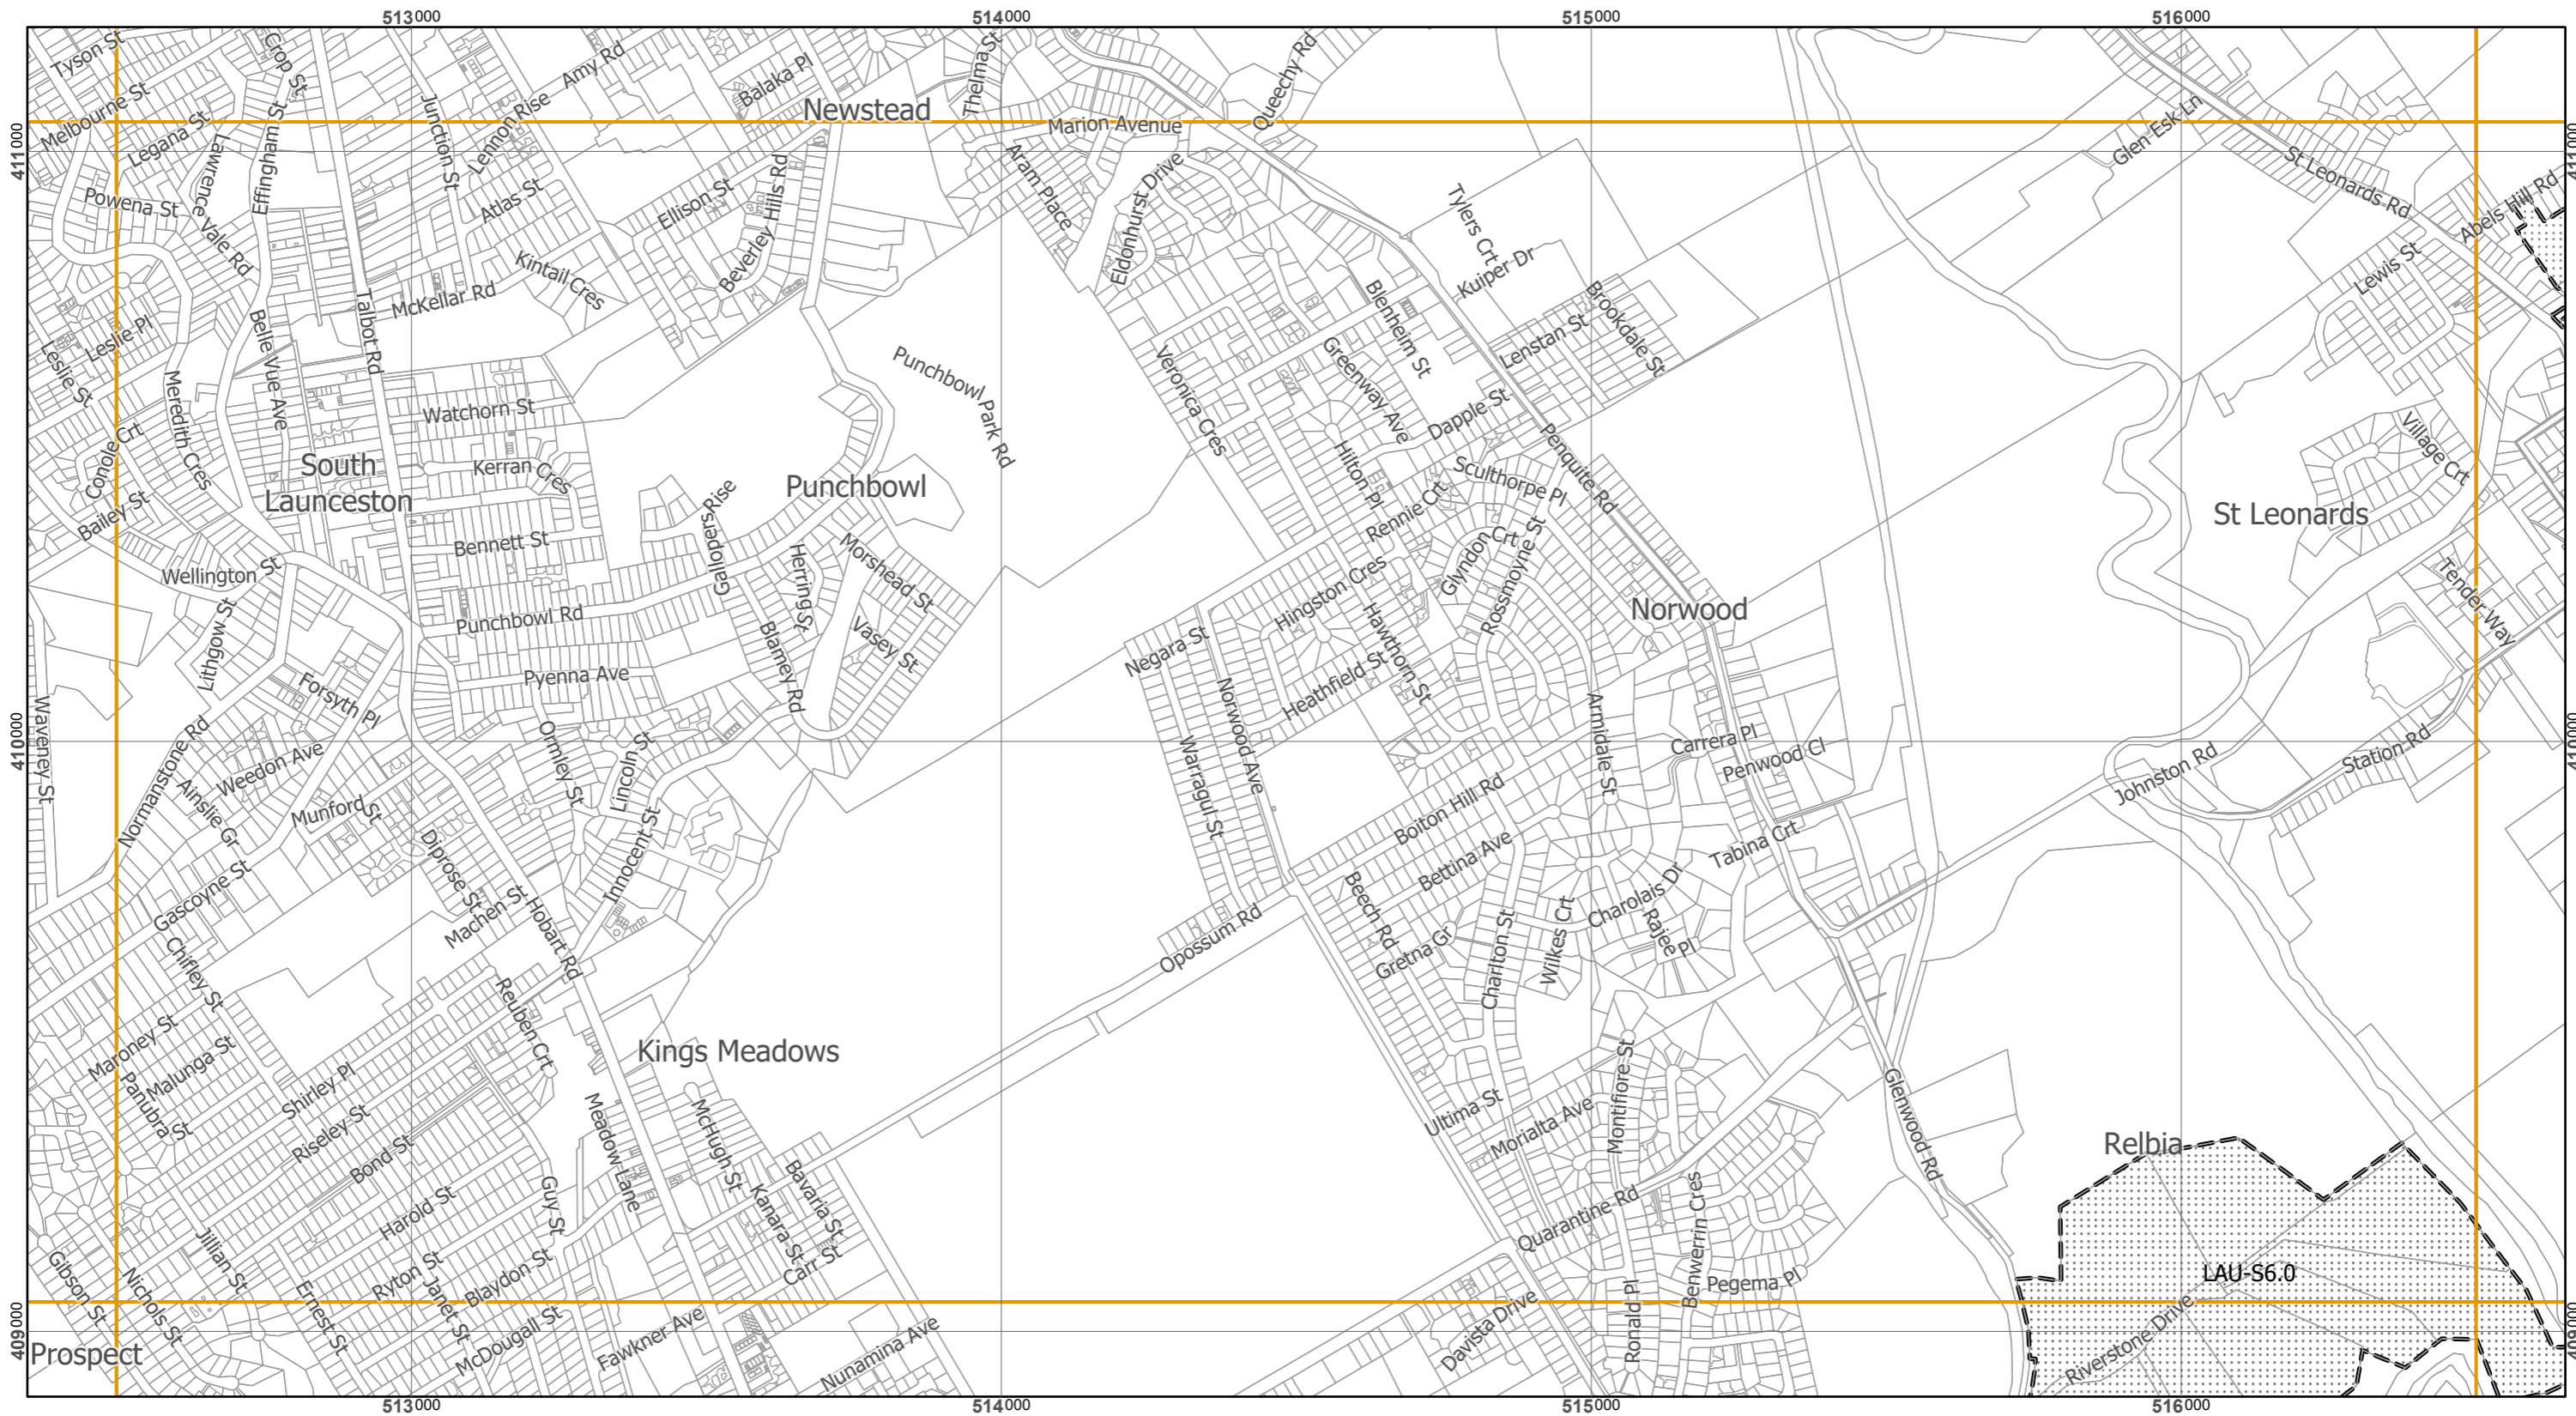 513000
514000
515000
516000
Tyson St
Crop St
Amy Rd
Balaka Pl
Thelma St
Queechy Rd
Melbourne St
Junction St
Lennon Rise
Newstead
Marion Avenue
Glen Esk Ln
411000
411000
Legana St
Lawrence Vale Rd
Effingham St
Aram Place
Eldonhurst Drive
St Leonards Rd
Powena St
Atlas St
Ellison St
Beverley Hills Rd
Tylers Crt
Abels Hill Rd
Kintail Cres
Kuiper Dr
Lewis St
McKellar Rd
Talbot Rd
Blenheim St
Brookdale St
Leslie Pl
Belle Vue Ave
Lenstan St
Leslie St
Punchbowl Park Rd
Veronica Cres
Greenway Ave
Meredith Cres
Watchorn St
Dapple St
Conole Crt
South
Launceston
Kerran Cres
Hilton Pl
Penquite Rd
Village Crt
Sculthorpe Pl
Punchbowl
Bailey St
Gallopers Rise
Rennie Crt
St Leonards
Bennett St
Morshead St
Glyndon Crt
Rossmoyne St
Wellington St
Herring St
Hingston Cres
Tender Way
Lithgow St
Punchbowl Rd
Norwood
Hawthorn St
Negara St
Vasey St
Blamey Rd
Pyenna Ave
Heathfield St
Forsyth Pl
Norwood Ave
Armidale St
Waveney St
410000
410000
Normanstone Rd
Weedon Ave
Ormley St
Lincoln St
Warragul St
Carrera Pl
Penwood Cl
Station Rd
Johnston Rd
Ainslie Gr
Munford St
Boiton Hill Rd
Innocent St
Bettina Ave
Tabina Crt
Gascoyne St
Diprose St
Machen St
Hobart Rd
Beech Rd
Charolais Dr
Opossum Rd
Rajee Pl
Chifley St
Gretna Gr
Charlton St
Wilkes Crt
Reuben Crt
Maroney St
Malunga St
Kings Meadows
Panubra St
Shirley Pl
Montifiore St
Glenwood Rd
Riseley St
Meadow Lane
McHugh St
Ultima St
Morialta Ave
Bond St
Relbia
Bavaria St
Harold St
Guy St
Kanara St
Quarantine Rd
Benwerrin Cres
Jillian St
Carr St
Gibson St
Nichols St
Ryton St
Blaydon St
Pegema Pl
LAU-S6.0
Ernest St
Janet St
McDougall St
Fawkner Ave
Nunamina Ave
Davista Drive
Ronald Pl
Riverstone Drive
409000
409000
Prospect
513000
514000
515000
516000